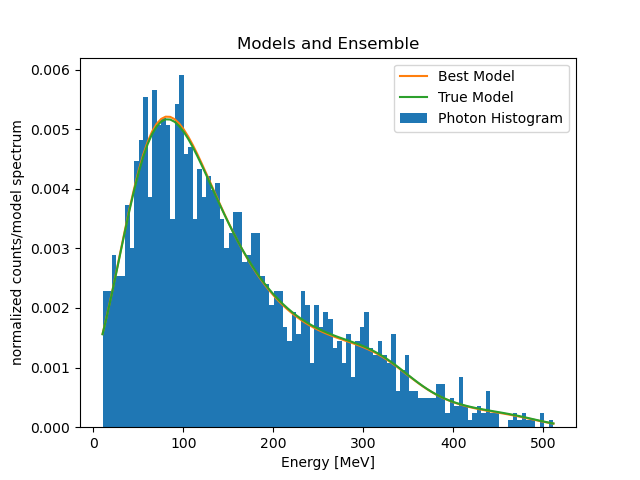 Models and Ensemble
Best Model
True Model
Photon Histogram
normalized counts/model spectrum
0.006
0.005
0.004
0.003
0.002
0.001
0.000
0
100
200
300
400
500
Energy [MeV]